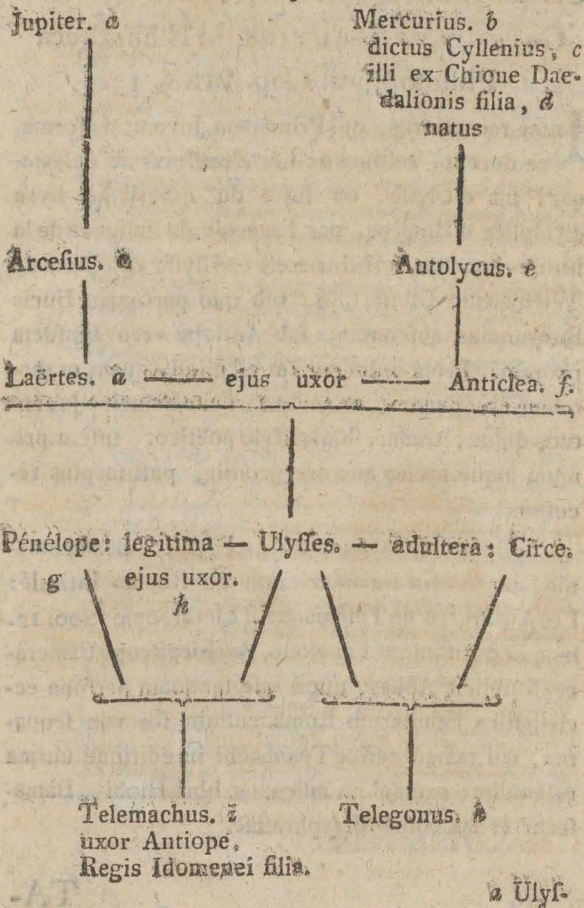 Jupiter. a
Mercurius. b
dictus Cyllenius, c
illi ex Chione Dae-
dalionis filia, d
natus
Arcesius. a
Autolycus. e
Laërtes. a — ejus uxor — Anticlea. f.
Pénélope: legitima — Ulysses. — adultera: Circe.
g ejus uxor.
h
Telemachus. i
uxor Antiope,
Regis Idomenei filia.
Telegonus. k
a Ulys-